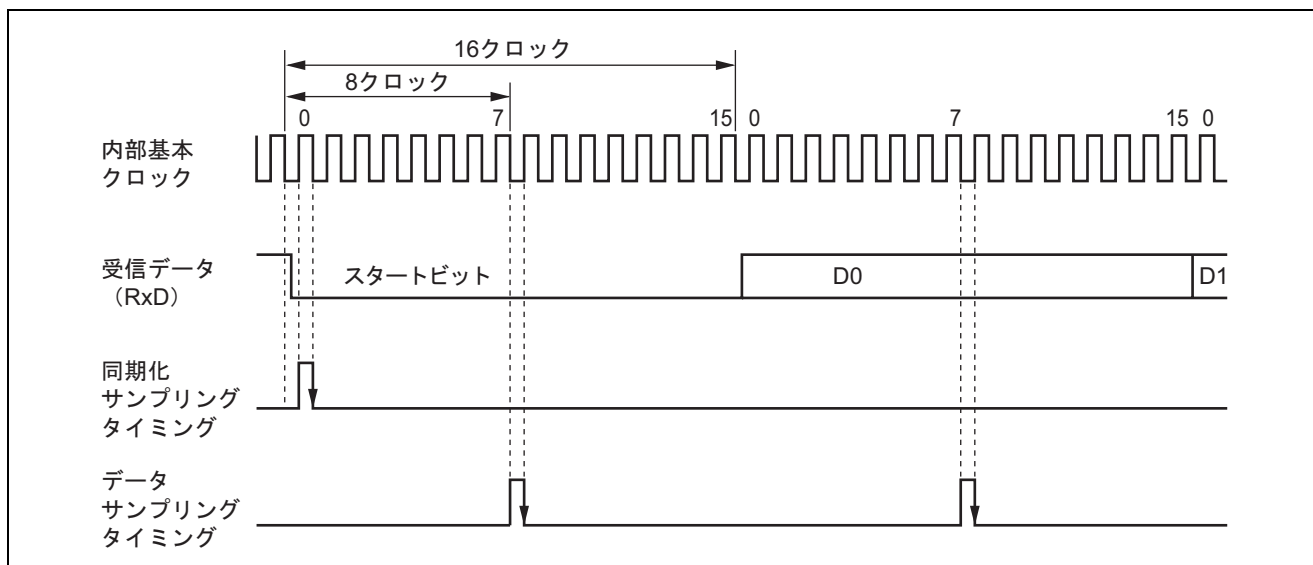 16クロック
8クロック
0 7 15 0 7 15 0
内部基本
クロック
受信データ
（RxD）
スタートビット D0 D1
同期化
サンプリング
タイミング
データ
サンプリング
タイミング